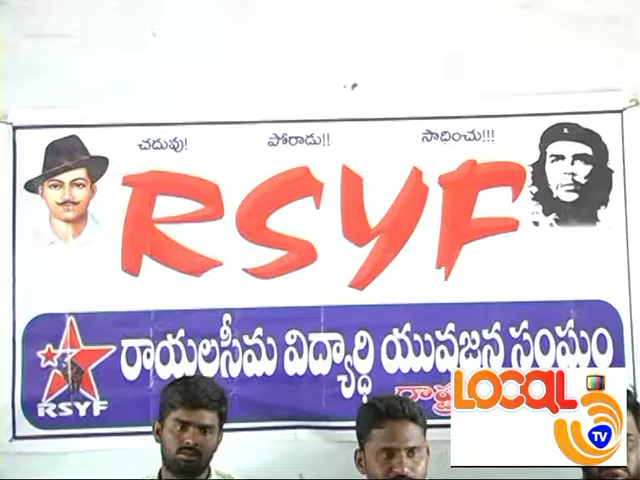 చదువు! పోరాడు!! సాధించు!!!
RSYF
రాయలసీమ విద్యార్థి యువజన సంఘం
RSYF
LOCAL
TV